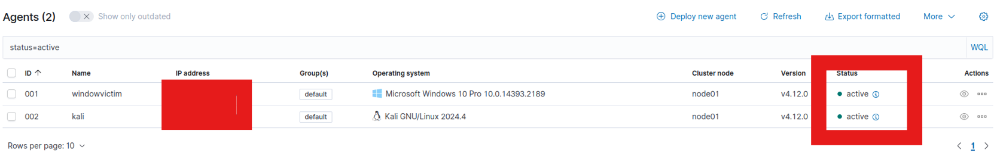 Agents (2) Show only outdated Deploy new agent Refresh Export formatted More
status=active WQL
ID Name IP address Group(s) Operating system Cluster node Version Status Actions
001 windowvictim default Microsoft Windows 10 Pro 10.0.14393.2189 node01 v4.12.0 active
002 kali default Kali GNU/Linux 2024.4 node01 v4.12.0 active
Rows per page: 10 1